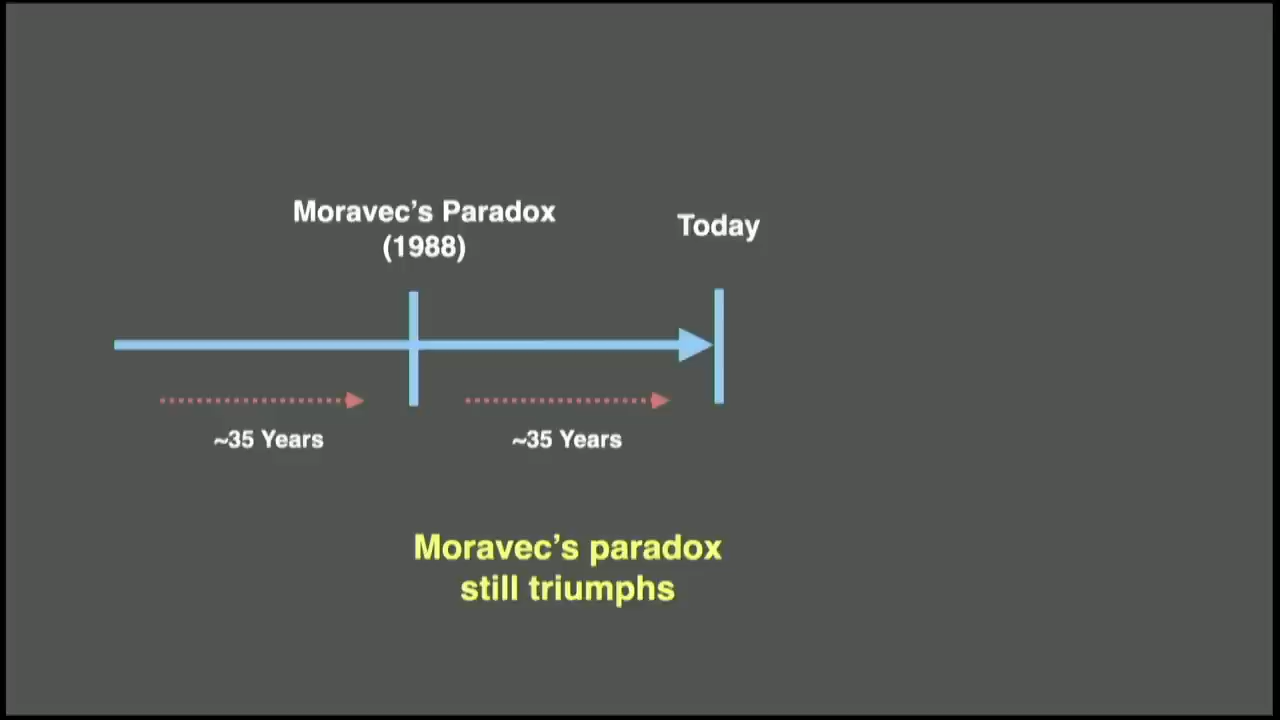 Moravec’s Paradox
(1988)
Today
~35 Years
~35 Years
Moravec’s paradox
still triumphs